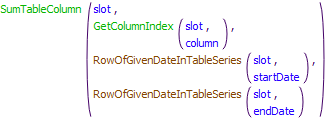 SumTableColumn ( slot ,
GetColumnIndex ( slot , ) ,
column
RowOfGivenDateInTableSeries ( slot , ) ,
startDate
RowOfGivenDateInTableSeries ( slot , )
endDate )